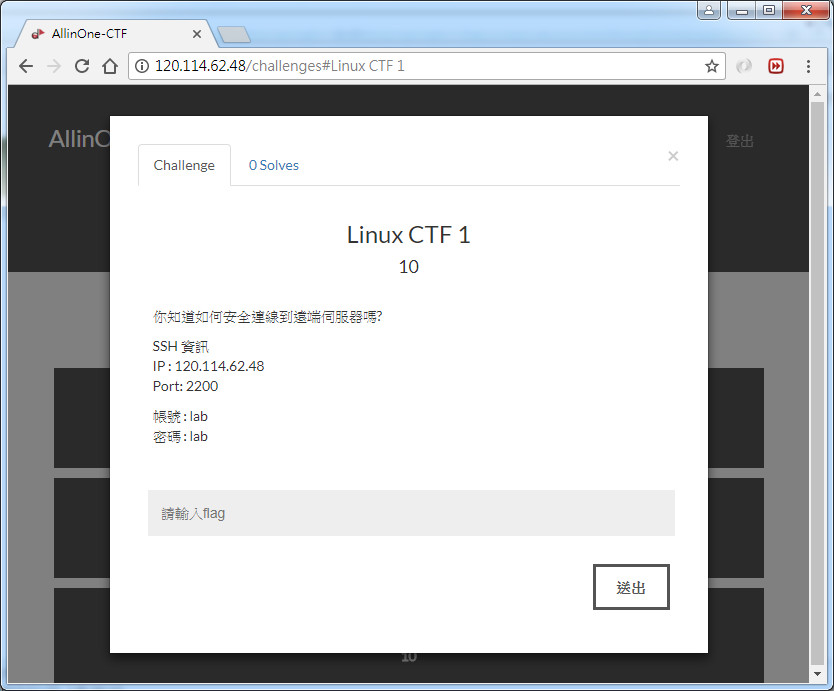 AllinOne-CTF
120.114.62.48/challenges#Linux CTF 1
AllinO
登出
Challenge
0 Solves
Linux CTF 1
10
你知道如何安全連線到遠端伺服器嗎?
SSH 資訊
IP : 120.114.62.48
Port: 2200
帳號 : lab
密碼 : lab
請輸入flag
送出
10